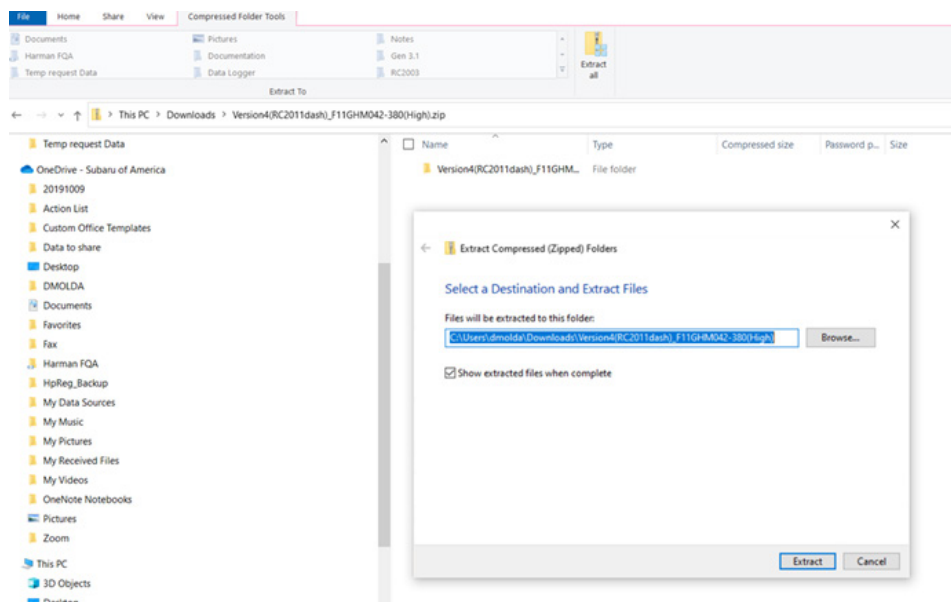 File Home Share View Compressed Folder Tools
Documents Pictures Notes
Harman FQA Documentation Gen 3.1
Temp request Data Data Logger RC2003
Extract all
Extract To
This PC > Downloads > Version4(RC2011dash)_F11GHM042-380(High).zip
Temp request Data
OneDrive - Subaru of America
20191009
Action List
Custom Office Templates
Data to share
Desktop
DMOLDA
Documents
Favorites
Fax
Harman FQA
HpReg_Backup
My Data Sources
My Music
My Pictures
My Received Files
My Videos
OneNote Notebooks
Pictures
Zoom
This PC
3D Objects
Desktop
Name Type Compressed size Password p... Size
Version4(RC2011dash)_F11GHM... File folder
Extract Compressed (Zipped) Folders
Select a Destination and Extract Files
Files will be extracted to this folder:
C:\Users\dmolda\Downloads\Version4(RC2011dash)_F11GHM042-380(High)
Browse...
Show extracted files when complete
Extract Cancel